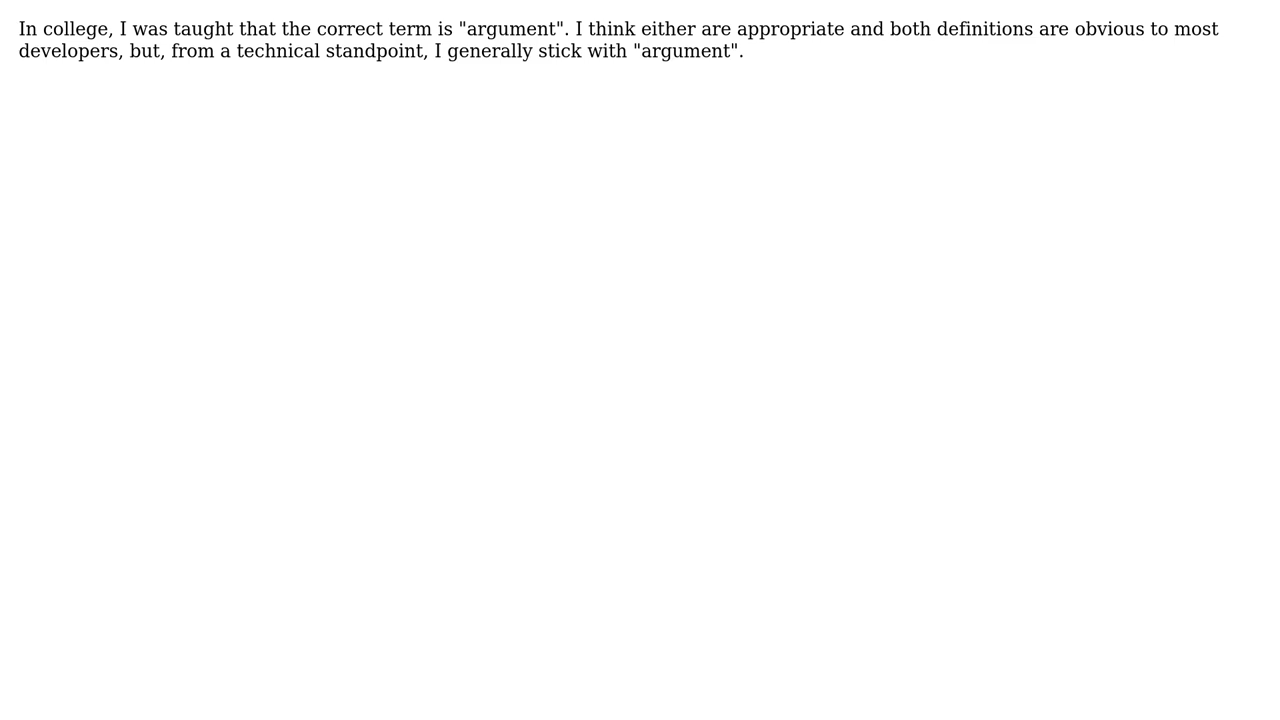 In college, I was taught that the correct term is "argument". I think either are appropriate and both definitions are obvious to most
developers, but, from a technical standpoint, I generally stick with "argument".